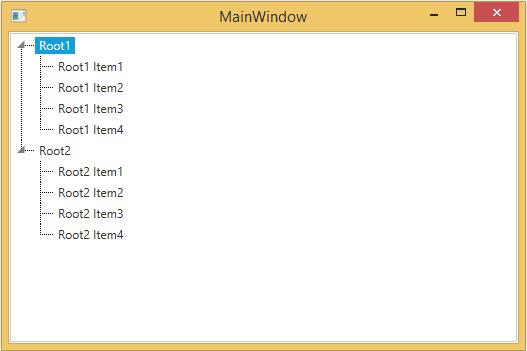 MainWindow
Root1
Root1 Item1
Root1 Item2
Root1 Item3
Root1 Item4
Root2
Root2 Item1
Root2 Item2
Root2 Item3
Root2 Item4